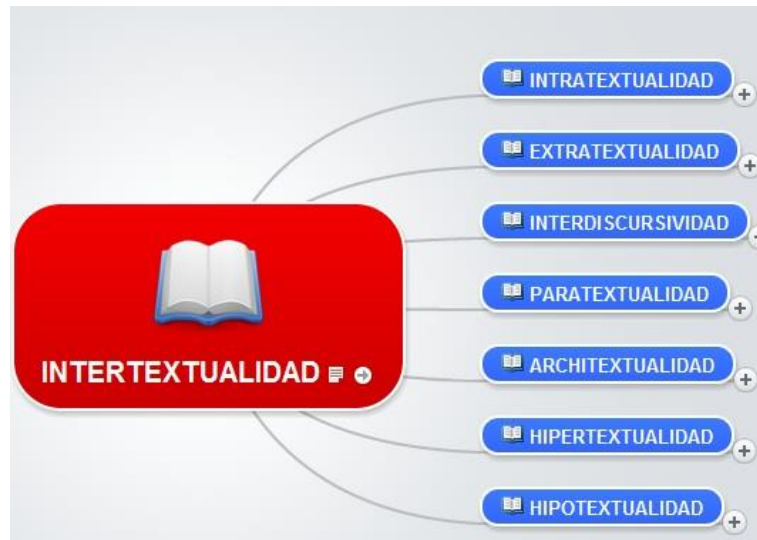 INTRATEXTUALIDAD
EXTRATEXTUALIDAD
INTERDISCURSIVIDAD
PARATEXTUALIDAD
INTERTEXTUALIDAD
ARCHITEXTUALIDAD
HIPERTEXTUALIDAD
HIPOTEXTUALIDAD